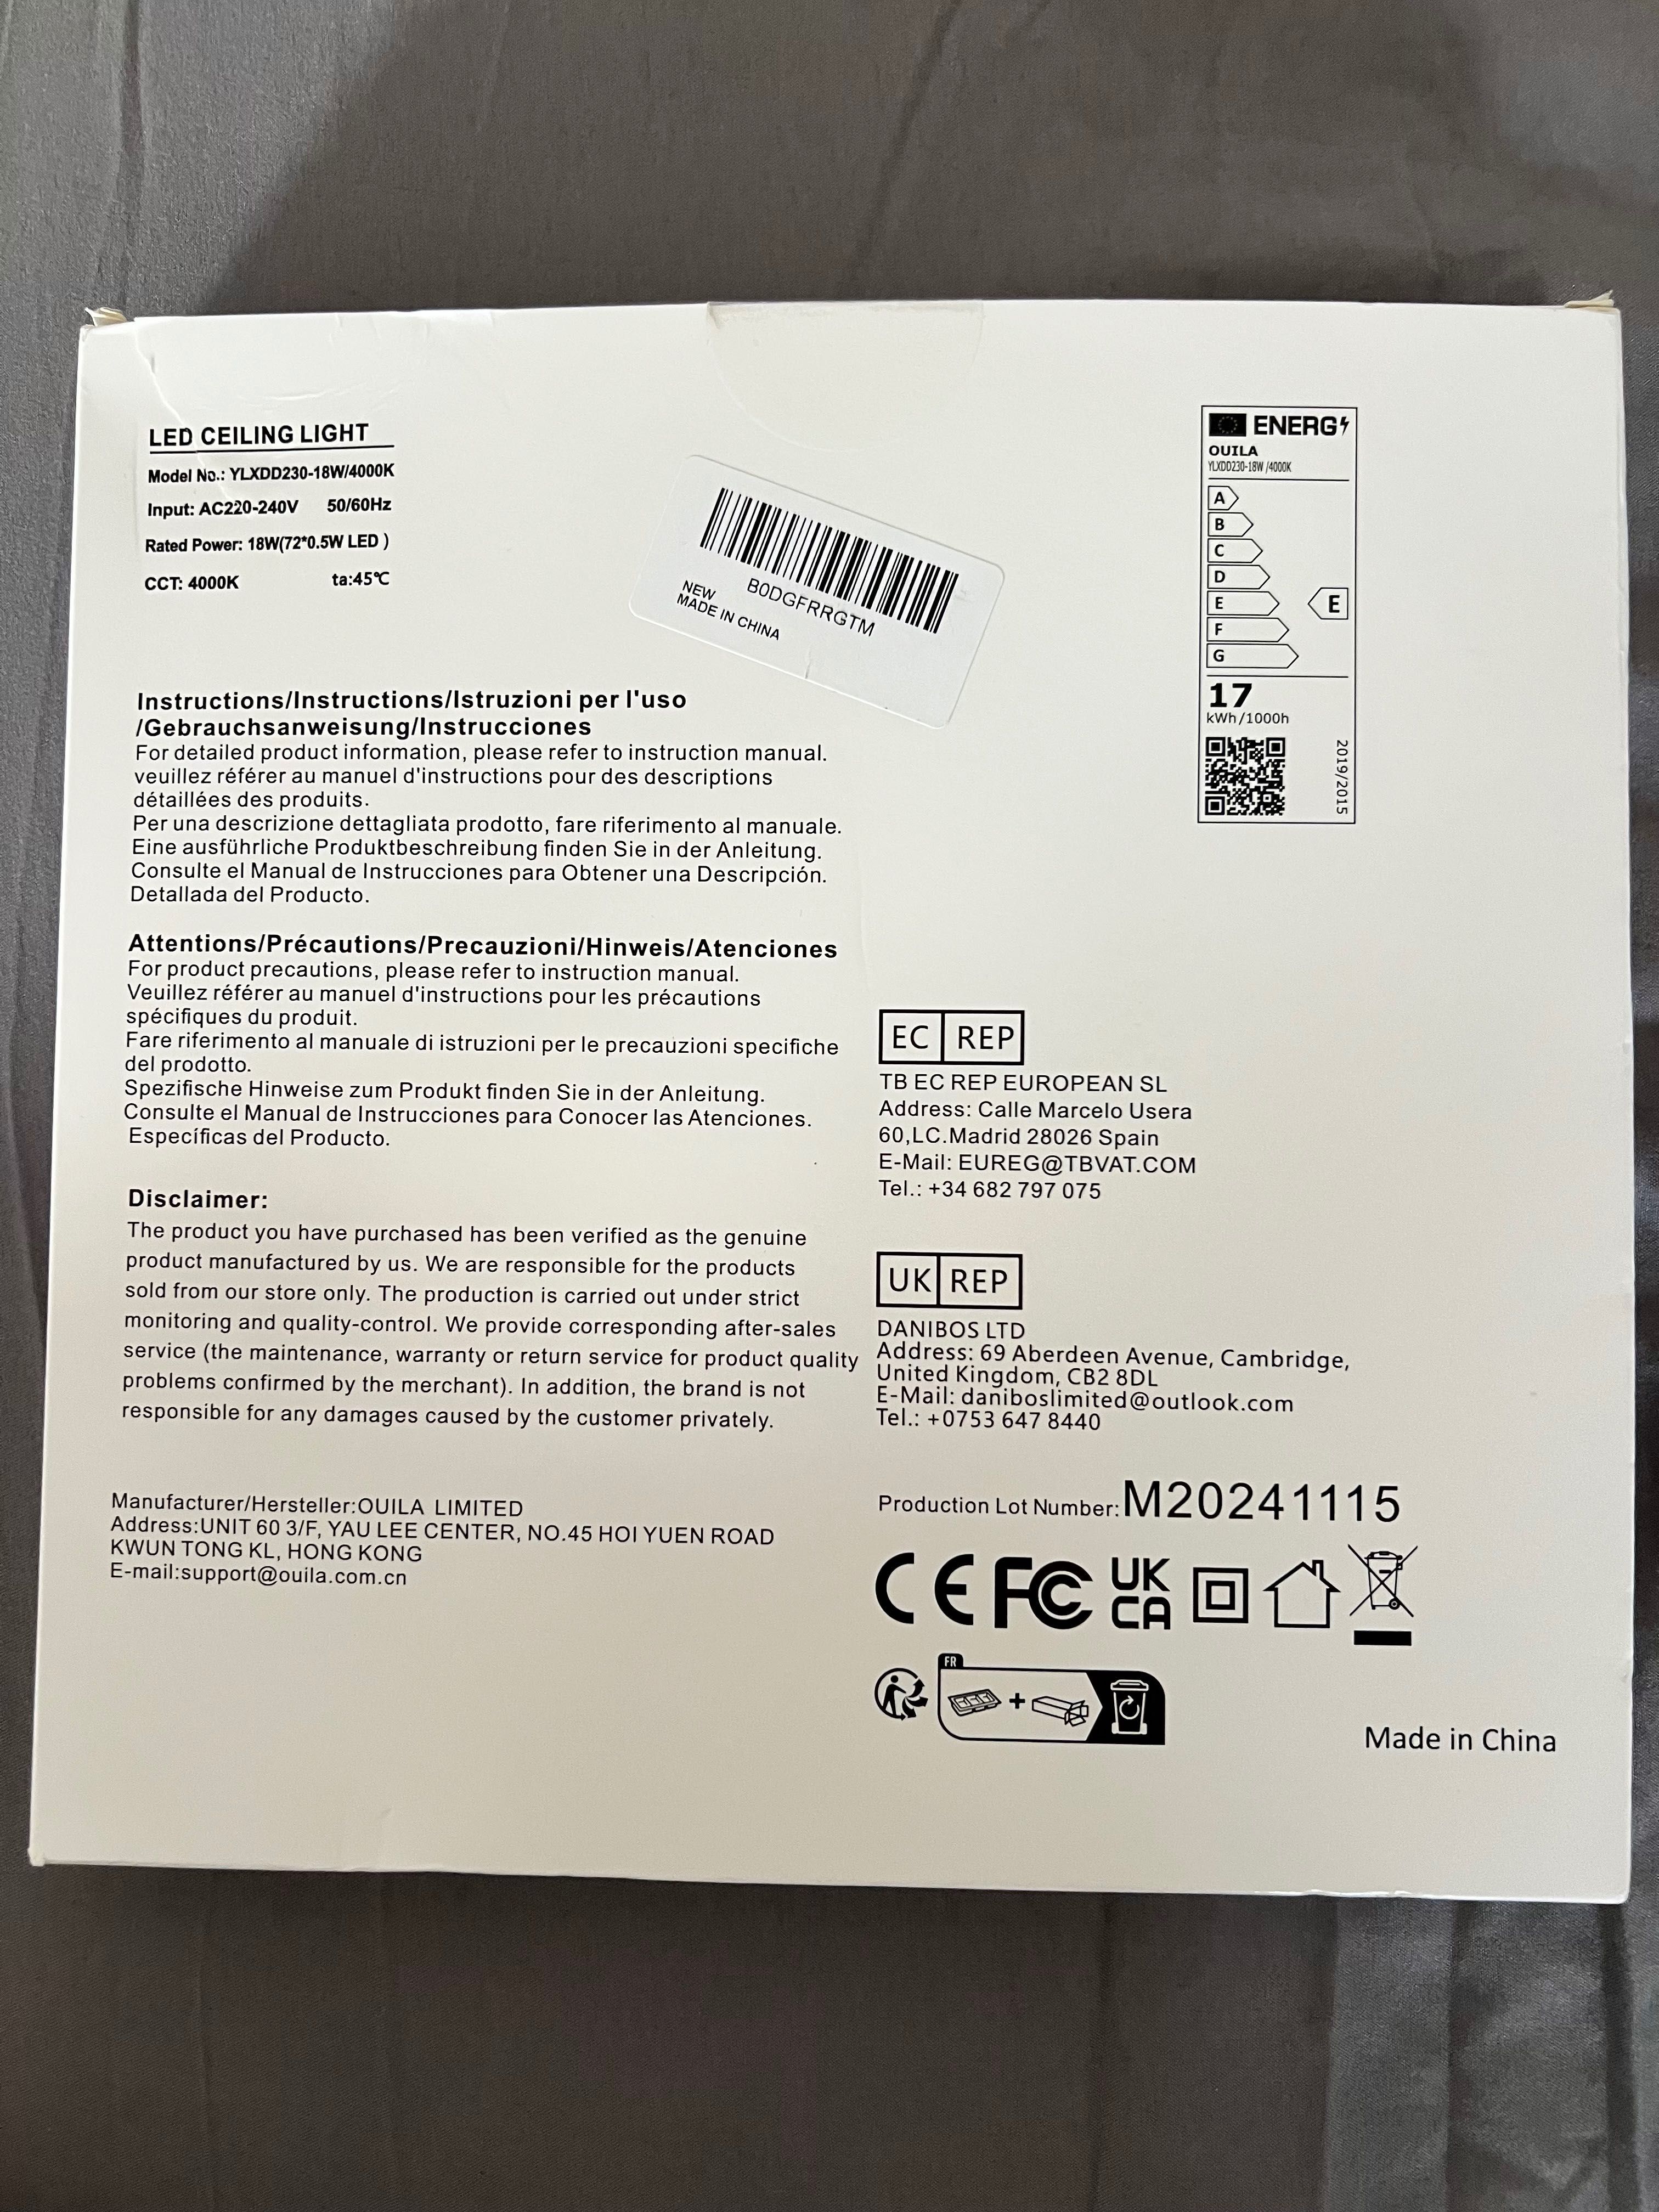 LED CEILING LIGHT
Model No.: YLXDD230-18W/4000K
Input: AC220-240V 50/60Hz
Rated Power: 18W(72*0.5W LED )
CCT: 4000K ta:45℃
B0DGFRRGTM
NEW
MADE IN CHINA
ENERG
OUILA
YLXDD230-18W /4000K
A
B
C
D
E
E
F
G
17
kWh/1000h
2019/2015
Instructions/Instructions/Istruzioni per l'uso
/Gebrauchsanweisung/Instrucciones
For detailed product information, please refer to instruction manual.
veuillez référer au manuel d'instructions pour des descriptions
détaillées des produits.
Per una descrizione dettagliata prodotto, fare riferimento al manuale.
Eine ausführliche Produktbeschreibung finden Sie in der Anleitung.
Consulte el Manual de Instrucciones para Obtener una Descripción.
Detallada del Producto.
Attentions/Précautions/Precauzioni/Hinweis/Atenciones
For product precautions, please refer to instruction manual.
Veuillez référer au manuel d'instructions pour les précautions
spécifiques du produit.
Fare riferimento al manuale di istruzioni per le precauzioni specifiche
del prodotto.
Spezifische Hinweise zum Produkt finden Sie in der Anleitung.
Consulte el Manual de Instrucciones para Conocer las Atenciones.
Específicas del Producto.
Disclaimer:
The product you have purchased has been verified as the genuine
product manufactured by us. We are responsible for the products
sold from our store only. The production is carried out under strict
monitoring and quality-control. We provide corresponding after-sales
service (the maintenance, warranty or return service for product quality
problems confirmed by the merchant). In addition, the brand is not
responsible for any damages caused by the customer privately.
Manufacturer/Hersteller:OUILA LIMITED
Address:UNIT 60 3/F, YAU LEE CENTER, NO.45 HOI YUEN ROAD
KWUN TONG KL, HONG KONG
E-mail:support@ouila.com.cn
EC REP
TB EC REP EUROPEAN SL
Address: Calle Marcelo Usera
60,LC.Madrid 28026 Spain
E-Mail: EUREG@TBVAT.COM
Tel.: +34 682 797 075
UK REP
DANIBOS LTD
Address: 69 Aberdeen Avenue, Cambridge,
United Kingdom, CB2 8DL
E-Mail: daniboslimited@outlook.com
Tel.: +0753 647 8440
Production Lot Number:M20241115
CE FC UK
CA
FR
Made in China